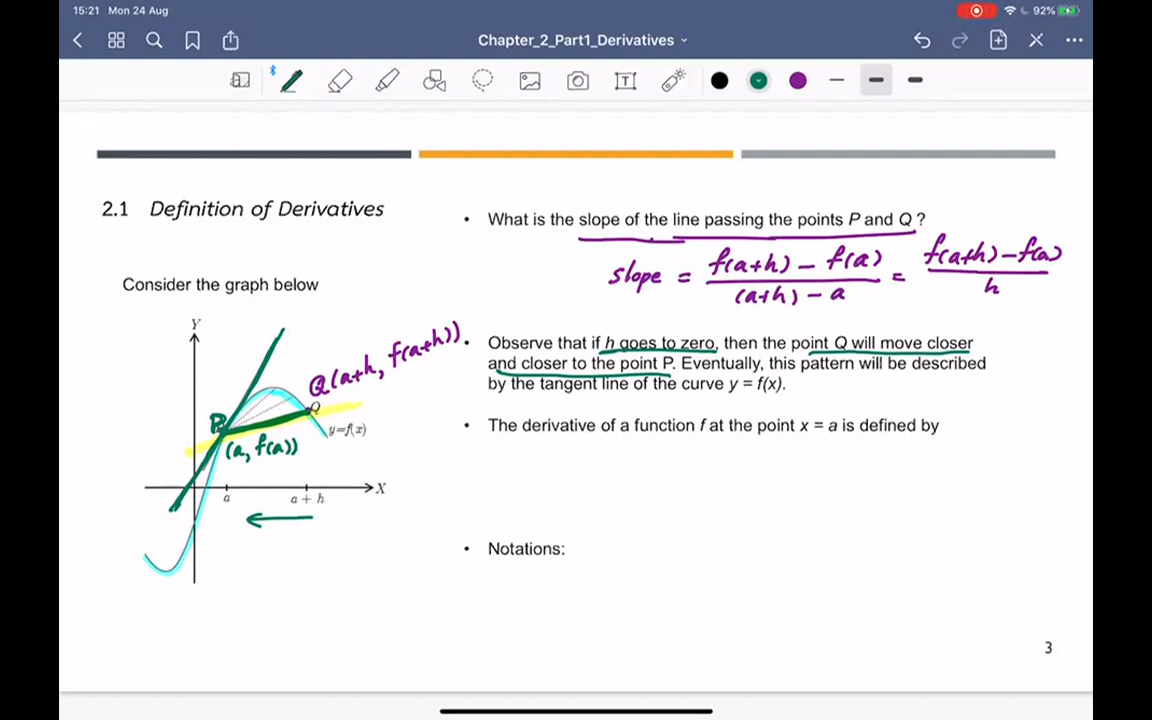 15:21 Mon 24 Aug 92%
Chapter_2_Part1_Derivatives
2.1 Definition of Derivatives
Consider the graph below
Y
Q(a+h, f(a+h))
P
Q
y=f(x)
(a, f(a))
X
a
a + h
• What is the slope of the line passing the points P and Q ?
slope = f(a+h) - f(a) / (a+h) - a = f(a+h) - f(a) / h
• Observe that if h goes to zero, then the point Q will move closer
and closer to the point P. Eventually, this pattern will be described
by the tangent line of the curve y = f(x).
• The derivative of a function f at the point x = a is defined by
• Notations:
3